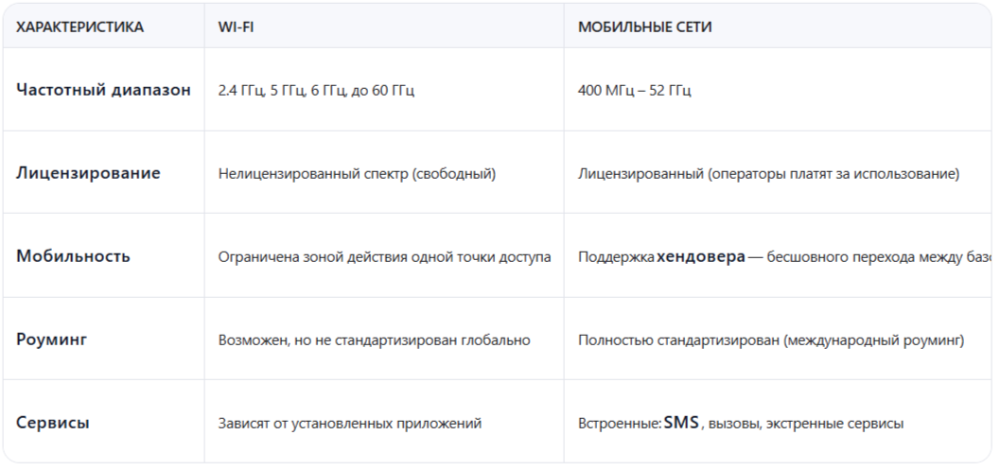 ХАРАКТЕРИСТИКА WI-FI МОБИЛЬНЫЕ СЕТИ
Частотный диапазон 2.4 ГГц, 5 ГГц, 6 ГГц, до 60 ГГц 400 МГц – 52 ГГц
Лицензирование Нелицензированный спектр (свободный) Лицензированный (операторы платят за использование)
Мобильность Ограничена зоной действия одной точки доступа Поддержка хендовера — бесшовного перехода между
Роуминг Возможен, но не стандартизирован глобально Полностью стандартизирован (международный роуминг)
Сервисы Зависят от установленных приложений Встроенные: SMS, вызовы, экстренные сервисы